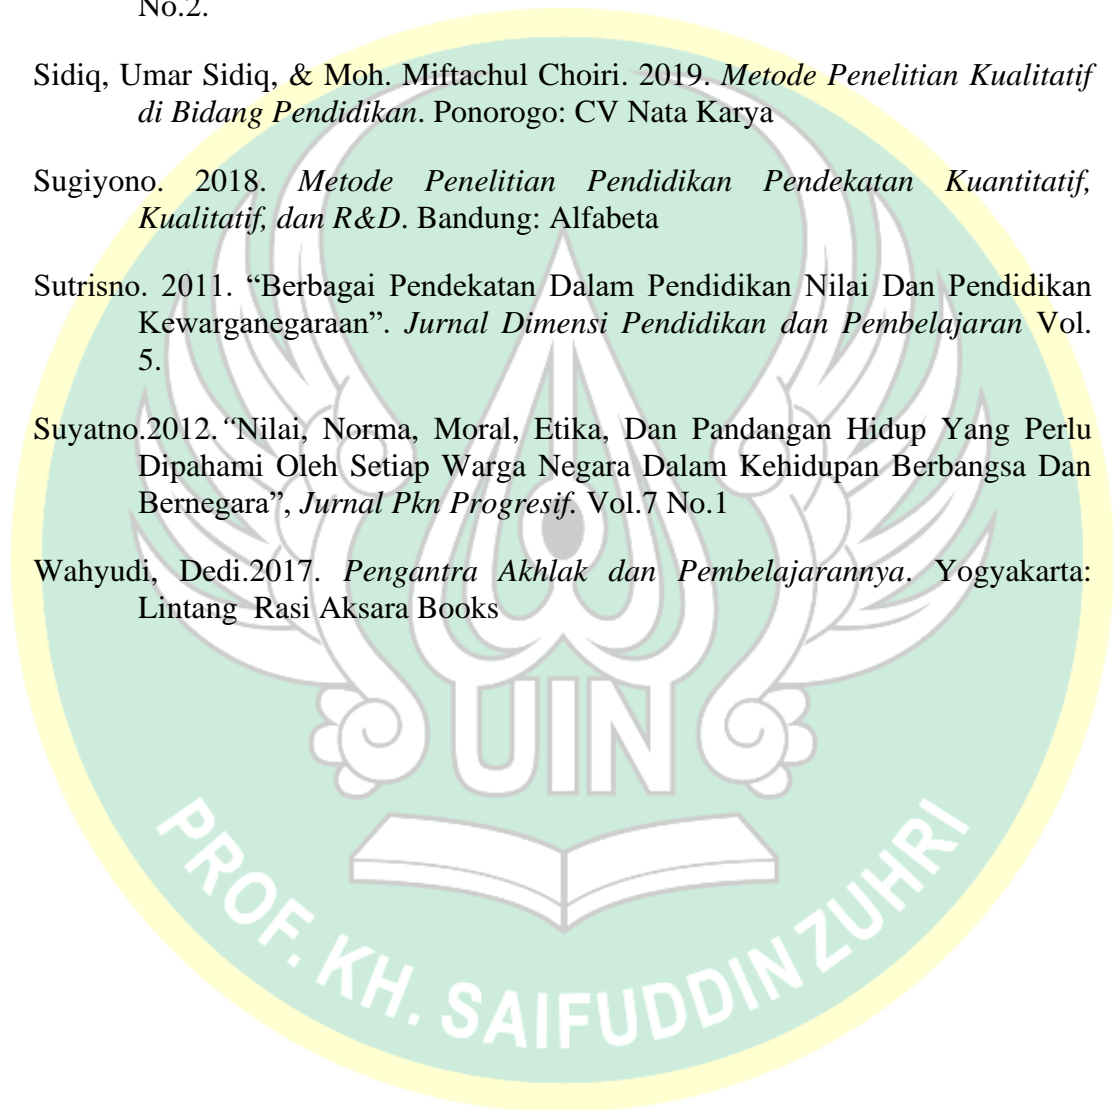 No.2.
Sidiq, Umar Sidiq, & Moh. Miftachul Choiri. 2019. Metode Penelitian Kualitatif
di Bidang Pendidikan. Ponorogo: CV Nata Karya
Sugiyono. 2018. Metode Penelitian Pendidikan Pendekatan Kuantitatif,
Kualitatif, dan R&D. Bandung: Alfabeta
Sutrisno. 2011. “Berbagai Pendekatan Dalam Pendidikan Nilai Dan Pendidikan
Kewarganegaraan”. Jurnal Dimensi Pendidikan dan Pembelajaran Vol.
5.
Suyatno.2012.“Nilai, Norma, Moral, Etika, Dan Pandangan Hidup Yang Perlu
Dipahami Oleh Setiap Warga Negara Dalam Kehidupan Berbangsa Dan
Bernegara”, Jurnal Pkn Progresif. Vol.7 No.1
Wahyudi, Dedi.2017. Pengantra Akhlak dan Pembelajarannya. Yogyakarta:
Lintang Rasi Aksara Books
UIN
PROF. KH. SAIFUDDIN ZUHRI